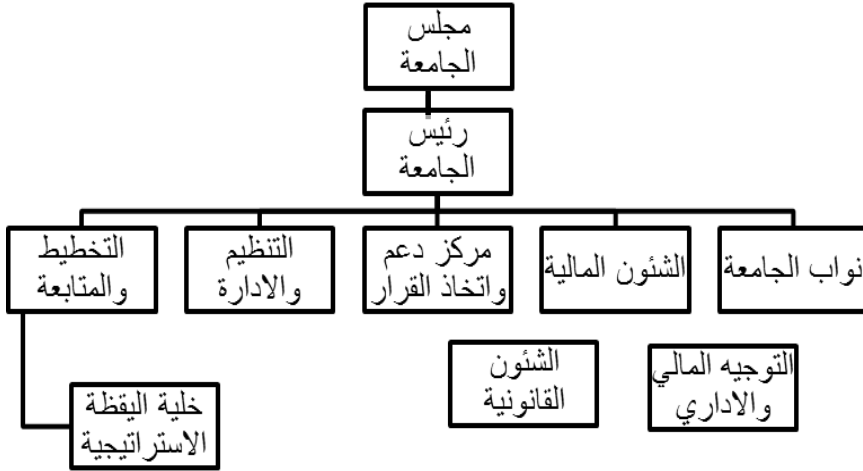 مجلس
الجامعة
رئيس
الجامعة
نواب الجامعة
الشئون المالية
مركز دعم
واتخاذ القرار
التنظيم
والادارة
التخطيط
والمتابعة
التوجيه المالي
والاداري
الشئون
القانونية
خلية اليقظة
الاستراتيجية